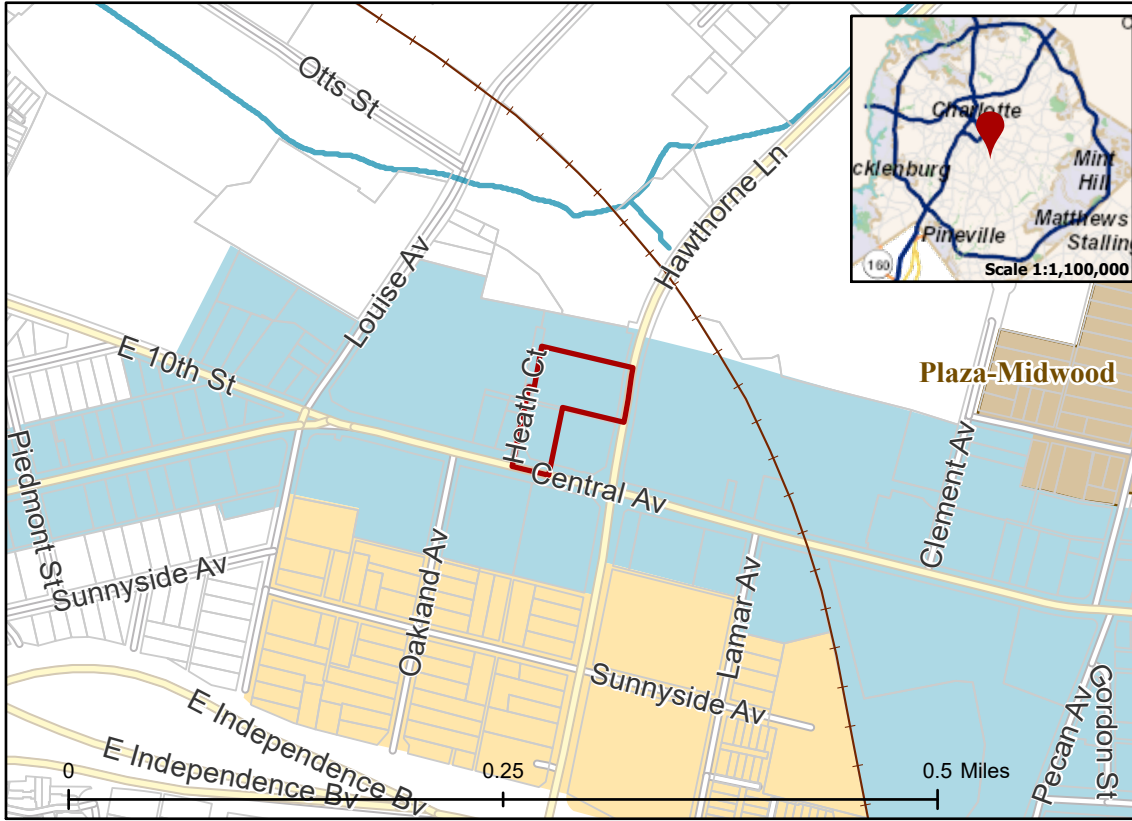 Otts St
Hawthorne Ln
Louise Av
E 10th St
Heath Ct
Central Av
Plaza-Midwood
Clement Av
Piedmont St
Sunnyside Av
Oakland Av
Lamar Av
Sunnyside Av
E Independence Bv
E Independence Bv
Pecan Av
Gordon St
0
0.25
0.5 Miles
C
Charlotte
cklenburg
Mint
Hill
Matthews
Stalling
Pineville
160
Scale 1:1,100,000